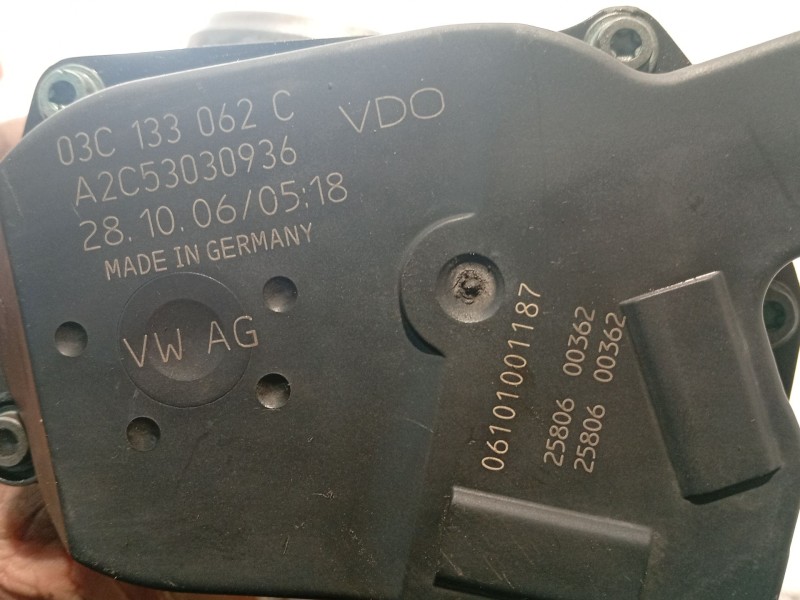 03C 133 062 C
VDO
A2C53030936
28.10.06/05:18
MADE IN GERMANY
VW AG
06101001187
25806 00362
25806 00362